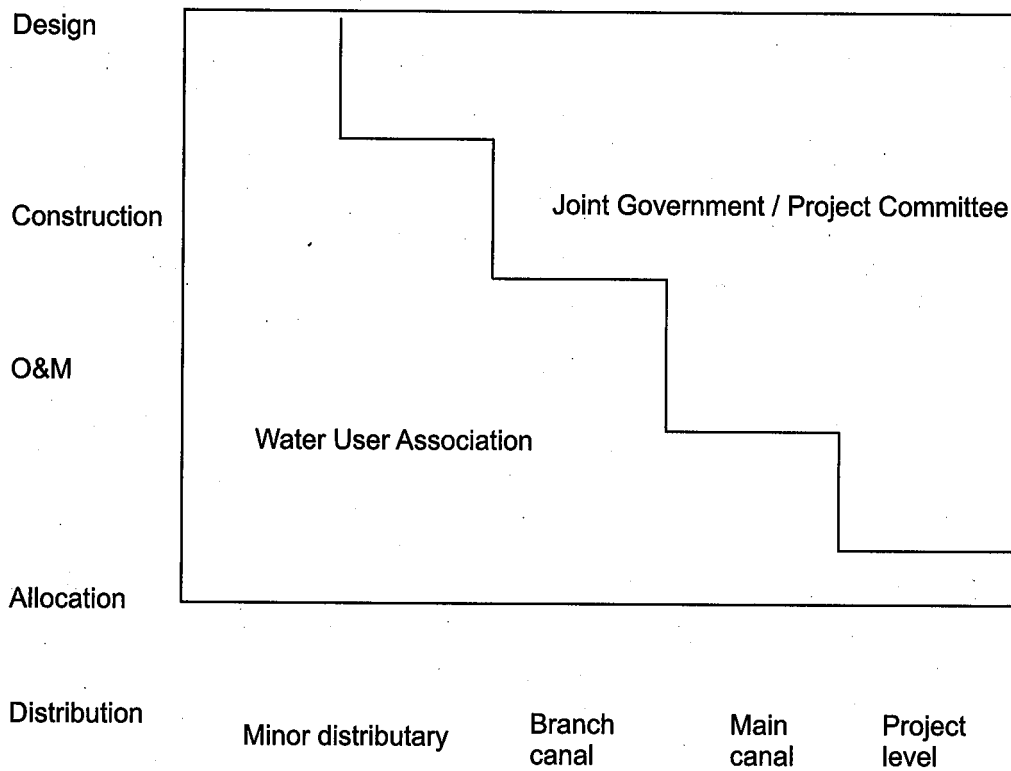 Design
Construction
Joint Government / Project Committee
O&M
Water User Association
Allocation
Distribution
Minor distributary
Branch
canal
Main
canal
Project
level